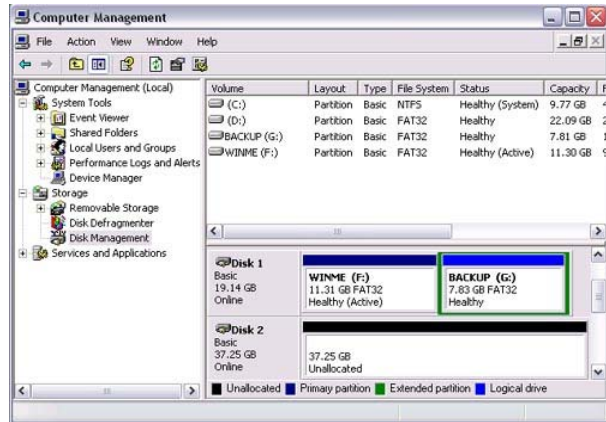 Computer Management
File Action View Window Help
Computer Management (Local)
System Tools
Event Viewer
Shared Folders
Local Users and Groups
Performance Logs and Alerts
Device Manager
Storage
Removable Storage
Disk Defragmenter
Disk Management
Services and Applications
Volume Layout Type File System Status Capacity
(C:) Partition Basic NTFS Healthy (System) 9.77 GB
(D:) Partition Basic FAT32 Healthy 22.09 GB
BACKUP (G:) Partition Basic FAT32 Healthy 7.81 GB
WINME (F:) Partition Basic FAT32 Healthy (Active) 11.30 GB
Disk 1
Basic
19.14 GB
Online
WINME (F:)
11.31 GB FAT32
Healthy (Active)
BACKUP (G:)
7.83 GB FAT32
Healthy
Disk 2
Basic
37.25 GB
Online
37.25 GB
Unallocated
Unallocated Primary partition Extended partition Logical drive